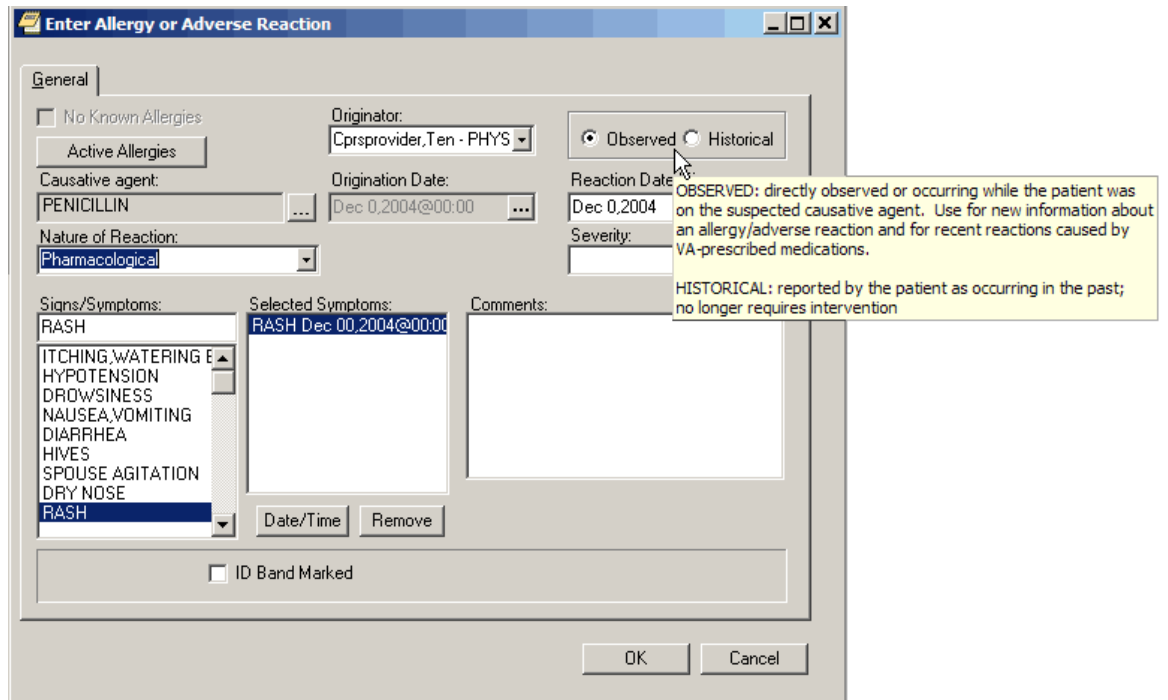 Enter Allergy or Adverse Reaction
General
No Known Allergies
Active Allergies
Originator:
Cprsprovider,Ten - PHYS
Observed
Historical
Causative agent:
PENICILLIN
...
Origination Date:
Dec 0,2004@00:00
...
Reaction Date
Dec 0,2004
OBSERVED: directly observed or occurring while the patient was
on the suspected causative agent. Use for new information about
an allergy/adverse reaction and for recent reactions caused by
VA-prescribed medications.
HISTORICAL: reported by the patient as occurring in the past;
no longer requires intervention
Nature of Reaction:
Pharmacological
Severity:
Signs/Symptoms:
RASH
ITCHING,WATERING
HYPOTENSION
DROWSINESS
NAUSEA,VOMITING
DIARRHEA
HIVES
SPOUSE AGITATION
DRY NOSE
RASH
Selected Symptoms:
RASH Dec 00,2004@00:00
Date/Time
Remove
Comments:
ID Band Marked
OK
Cancel